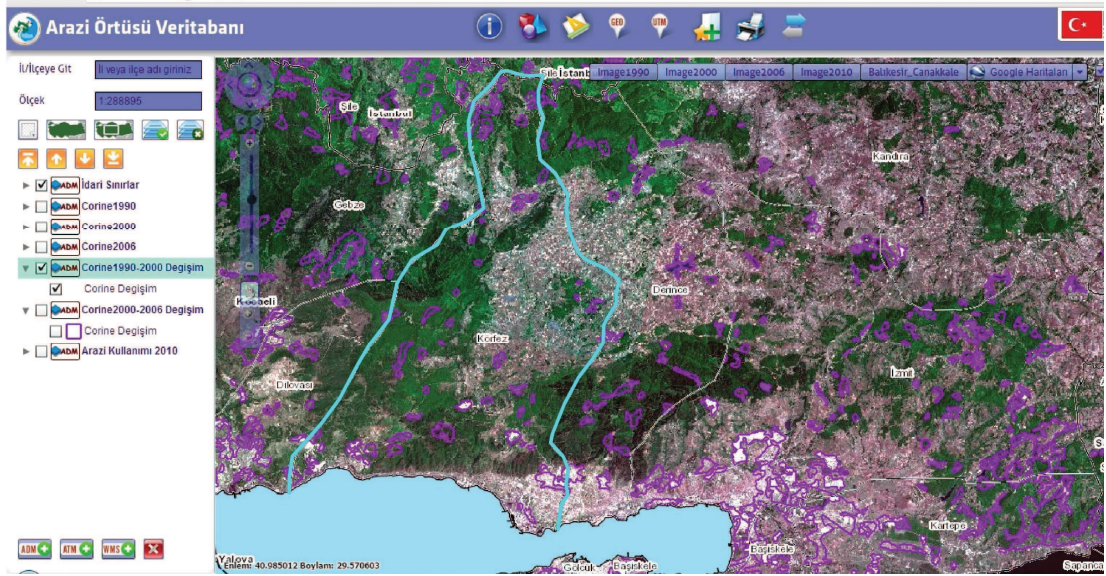 Arazi Örtüsü Veritabanı
i
GEO
UTM
İl/İlçeye Git
İl veya ilçe adı giriniz
Ölçek
1:288895
İdari Sınırlar
Corine1990
Corine2000
Corine2006
Corine1990-2000 Degişim
Corine Degişim
Corine2000-2006 Degişim
Corine Degişim
Arazi Kullanımı 2010
ADM
ATM
WMS
Image1990
Image2000
Image2006
Image2010
Balıkesir_Canakkale
Google Haritaları
Şile
Şile
İstanbul
Kandıra
Gebze
Kocaeli
Derince
Körfez
Dilovası
İzmit
Kartepe
Başiskele
Gölcük
Başiskele
Yalova
Enlem: 40.985012 Boylam: 29.570603